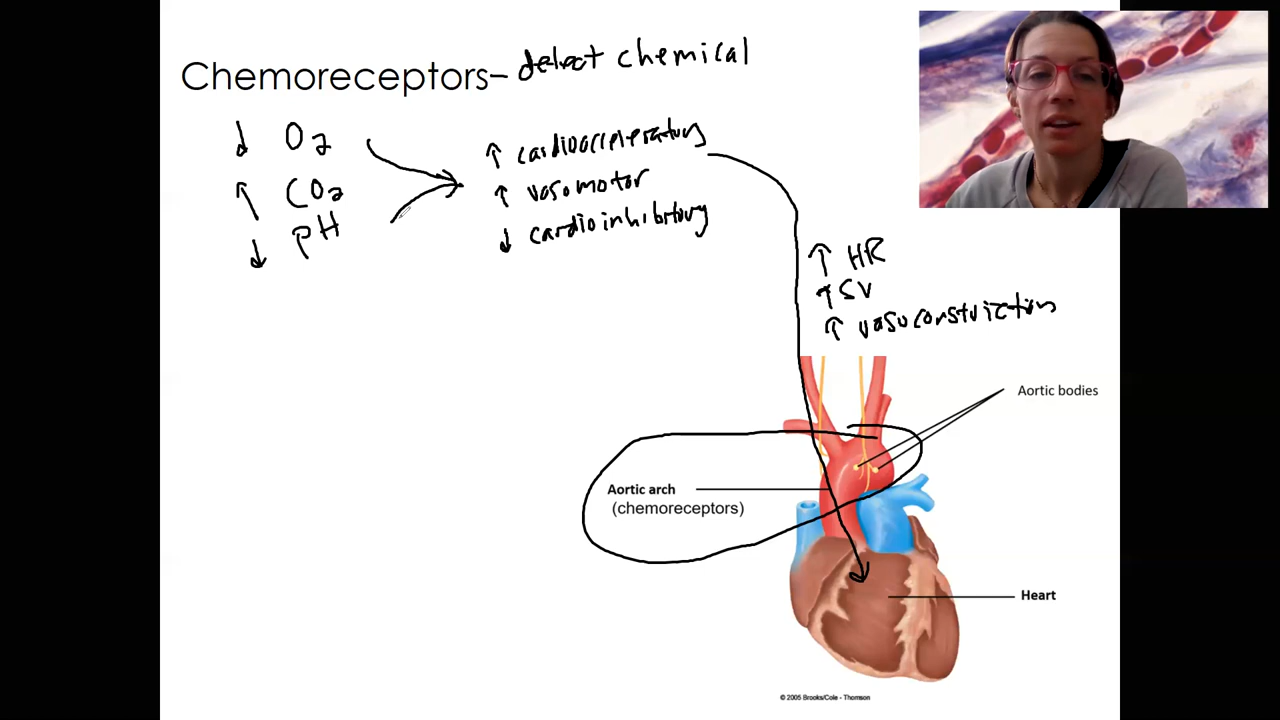 Chemoreceptors– detect chemical
↓ O2
↑ CO2
↓ pH
↑ cardioacceleratory
↑ vasomotor
↓ cardioinhibitory
↑ HR
↑ SV
↑ vasoconstriction
Aortic bodies
Aortic arch
(chemoreceptors)
Heart
© 2005 Brooks/Cole - Thomson